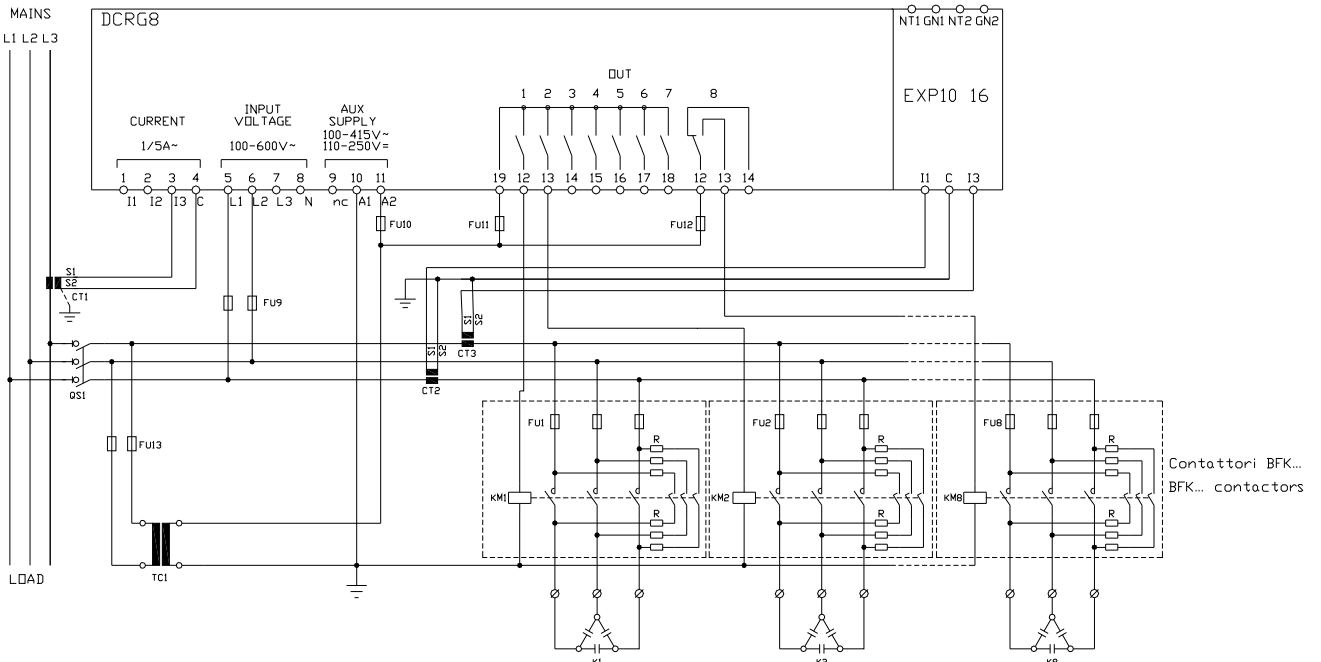 MAINS
L1 L2 L3
DCRG8
NT1 GN1 NT2 GN2
EXP10 16
OUT
1 2 3 4 5 6 7 8
CURRENT
1/5A~
INPUT
VOLTAGE
100-600V~
AUX
SUPPLY
100-415V~
110-250V=
1 2 3 4 5 6 7 8 9 10 11 19 12 13 14 15 16 17 18 12 13 14 I1 C I3
I1 I2 I3 C L1 L2 L3 N nc A1 A2
FU10 FU11 FU12
S1
S2
CT1
FU9
S1 S2
CT3
S1 S2
CT2
QS1
FU13
FU1 FU2 FU8
R R R
KM1 KM2 KM8
R R R
Contattori BFK...
BFK... contactors
TC1
LOAD
K1 K2 K8